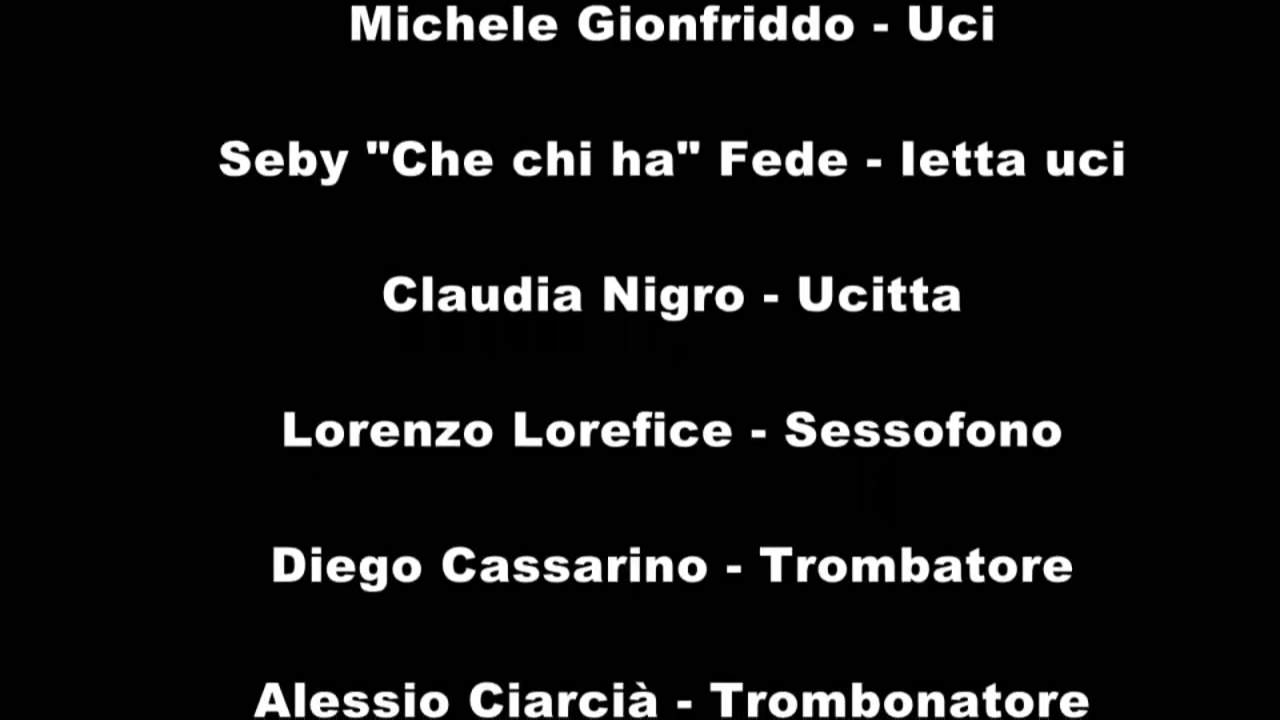 Michele Gionfriddo - Uci
Seby "Che chi ha" Fede - Ietta uci
Claudia Nigro - Ucitta
Lorenzo Lorefice - Sessofono
Diego Cassarino - Trombatore
Alessio Ciarcià - Trombonatore